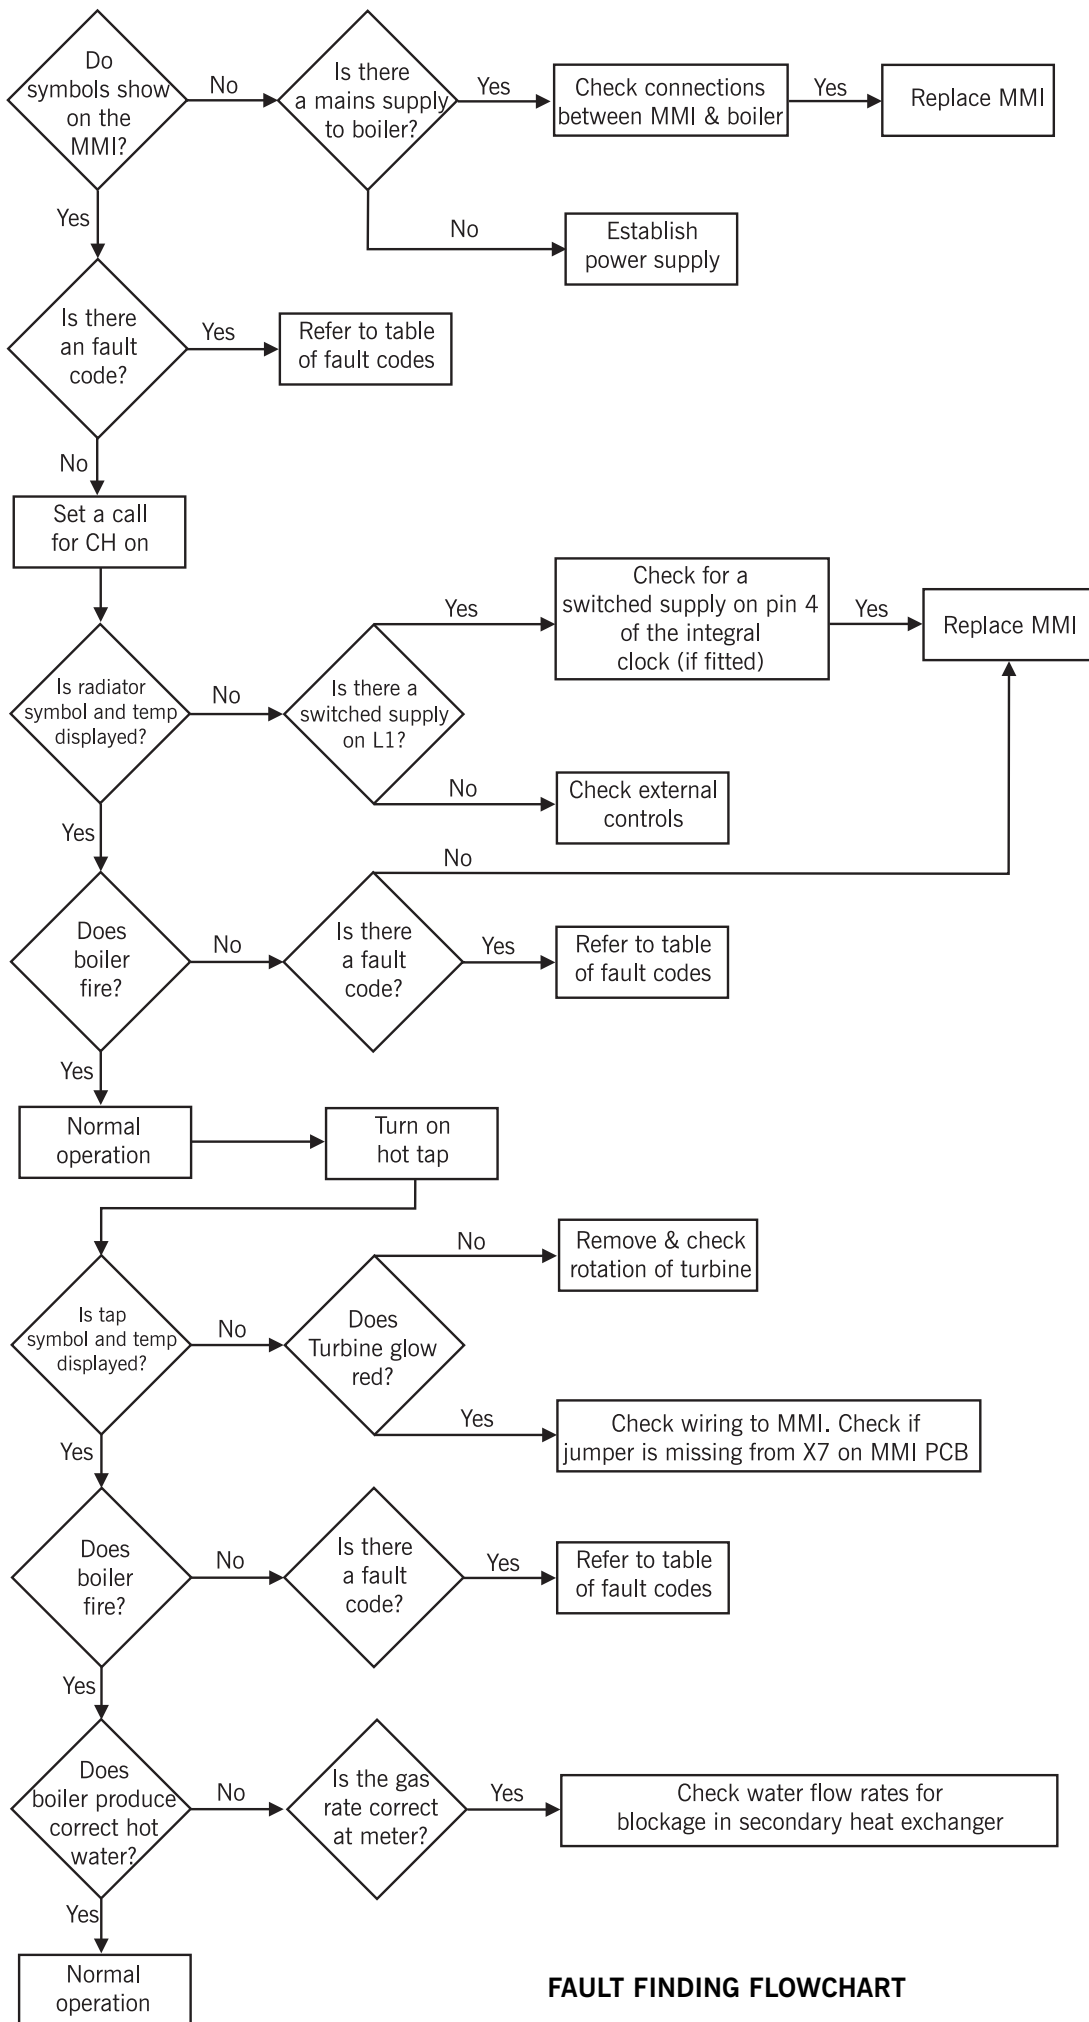 Do
symbols show
on the
MMI?
No
Is there
a mains supply
to boiler?
Yes
Check connections
between MMI & boiler
Yes
Replace MMI
Yes
No
Establish
power supply
Is there
an fault
code?
Yes
Refer to table
of fault codes
No
Set a call
for CH on
Is radiator
symbol and temp
displayed?
No
Is there a
switched supply
on L1?
Yes
Check for a
switched supply on pin 4
of the integral
clock (if fitted)
Yes
Replace MMI
No
Check external
controls
Yes
Does
boiler
fire?
No
Is there
a fault
code?
No
Yes
Refer to table
of fault codes
Yes
Normal
operation
Turn on
hot tap
Is tap
symbol and temp
displayed?
No
Does
Turbine glow
red?
No
Remove & check
rotation of turbine
Yes
Check wiring to MMI. Check if
jumper is missing from X7 on MMI PCB
Yes
Does
boiler
fire?
No
Is there
a fault
code?
Yes
Refer to table
of fault codes
Yes
Does
boiler produce
correct hot
water?
No
Is the gas
rate correct
at meter?
Yes
Check water flow rates for
blockage in secondary heat exchanger
Yes
Normal
operation
FAULT FINDING FLOWCHART